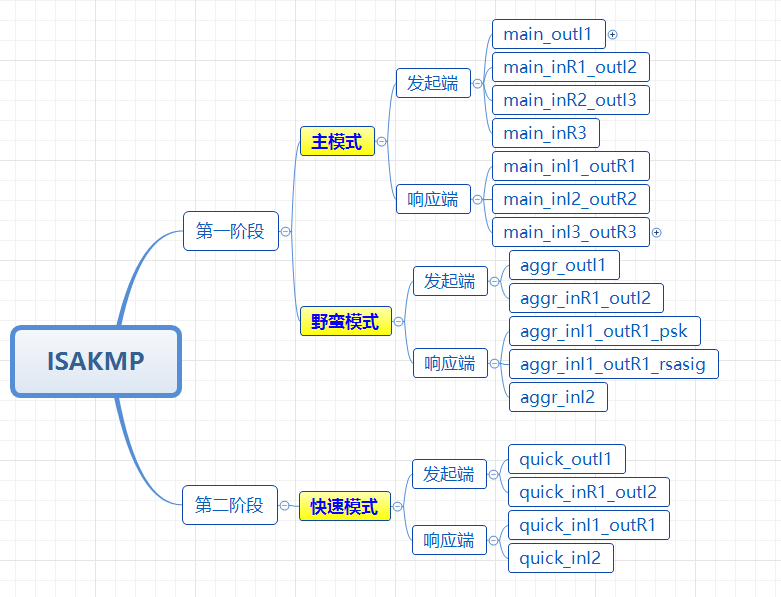 ISAKMP
第一阶段
主模式
发起端
main_outI1
main_inR1_outI2
main_inR2_outI3
main_inR3
响应端
main_inI1_outR1
main_inI2_outR2
main_inI3_outR3
野蛮模式
发起端
aggr_outI1
aggr_inR1_outI2
响应端
aggr_inI1_outR1_psk
aggr_inI1_outR1_rsasig
aggr_inI2
第二阶段
快速模式
发起端
quick_outI1
quick_inR1_outI2
响应端
quick_inI1_outR1
quick_inI2